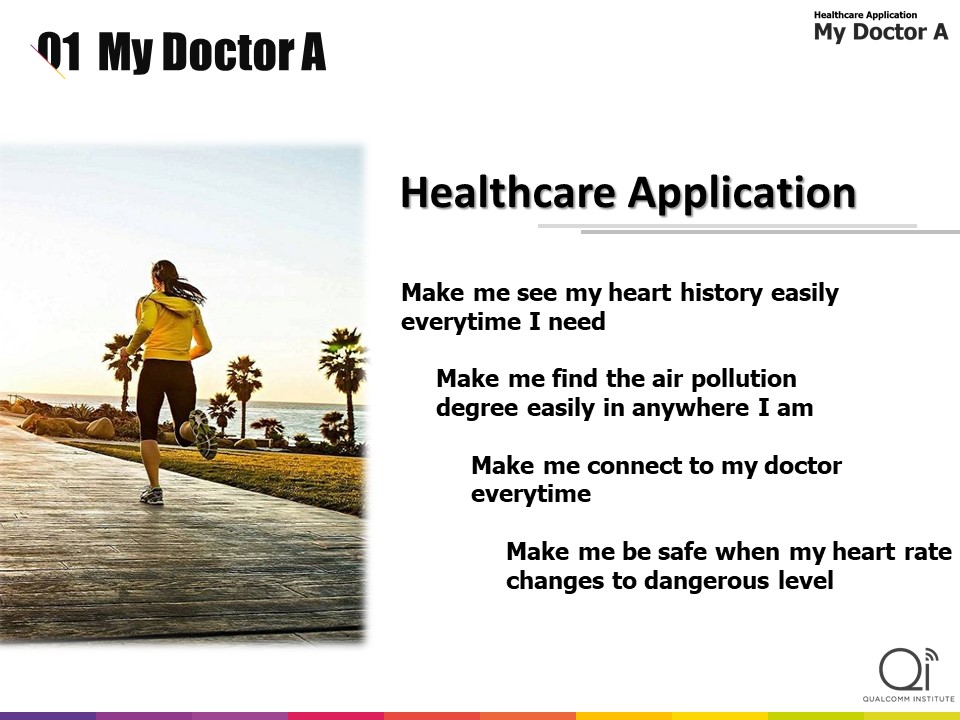 01 My Doctor A
Healthcare Application
My Doctor A
Healthcare Application
Make me see my heart history easily
everytime I need
Make me find the air pollution
degree easily in anywhere I am
Make me connect to my doctor
everytime
Make me be safe when my heart rate
changes to dangerous level
Qi
QUALCOMM INSTITUTE